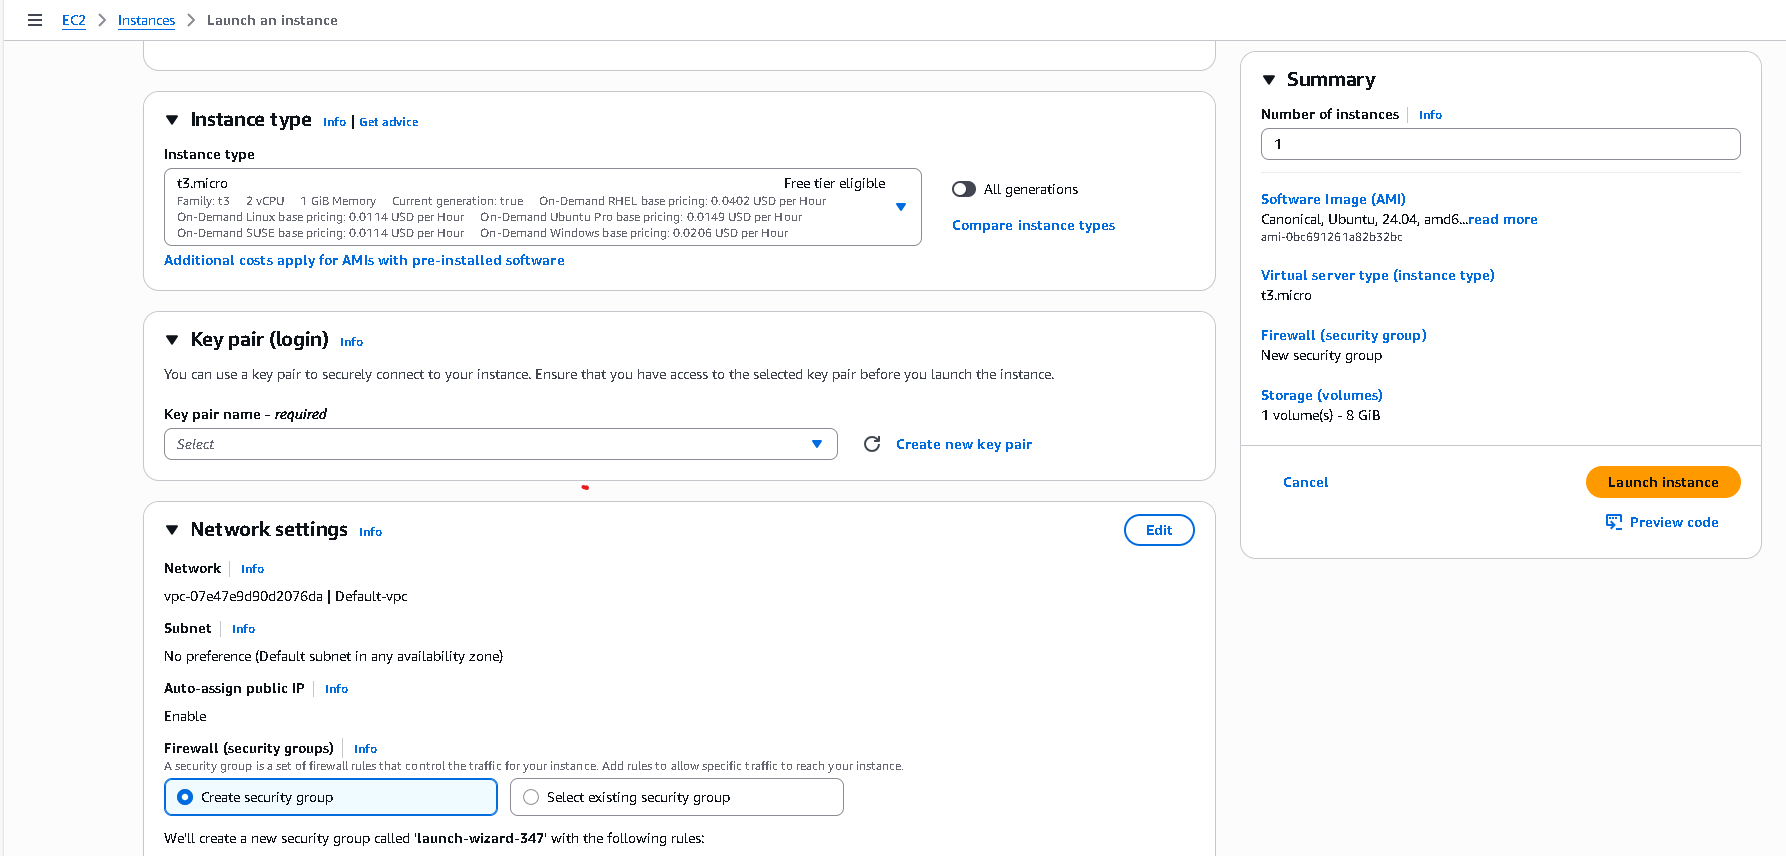 EC2 > Instances > Launch an instance
Instance type Info | Get advice
Instance type
t3.micro Free tier eligible
Family: t3 2 vCPU 1 GiB Memory Current generation: true On-Demand RHEL base pricing: 0.0402 USD per Hour
On-Demand Linux base pricing: 0.0114 USD per Hour On-Demand Ubuntu Pro base pricing: 0.0149 USD per Hour
On-Demand SUSE base pricing: 0.0114 USD per Hour On-Demand Windows base pricing: 0.0206 USD per Hour
All generations
Compare instance types
Additional costs apply for AMIs with pre-installed software
Key pair (login) Info
You can use a key pair to securely connect to your instance. Ensure that you have access to the selected key pair before you launch the instance.
Key pair name - required
Select
Create new key pair
Network settings Info
Edit
Network Info
vpc-07e47e9d90d2076da | Default-vpc
Subnet Info
No preference (Default subnet in any availability zone)
Auto-assign public IP Info
Enable
Firewall (security groups) Info
A security group is a set of firewall rules that control the traffic for your instance. Add rules to allow specific traffic to reach your instance.
Create security group
Select existing security group
We'll create a new security group called 'launch-wizard-347' with the following rules:
Summary
Number of instances Info
1
Software Image (AMI)
Canonical, Ubuntu, 24.04, amd6...read more
ami-0bc691261a82b32bc
Virtual server type (instance type)
t3.micro
Firewall (security group)
New security group
Storage (volumes)
1 volume(s) - 8 GiB
Cancel
Launch instance
Preview code